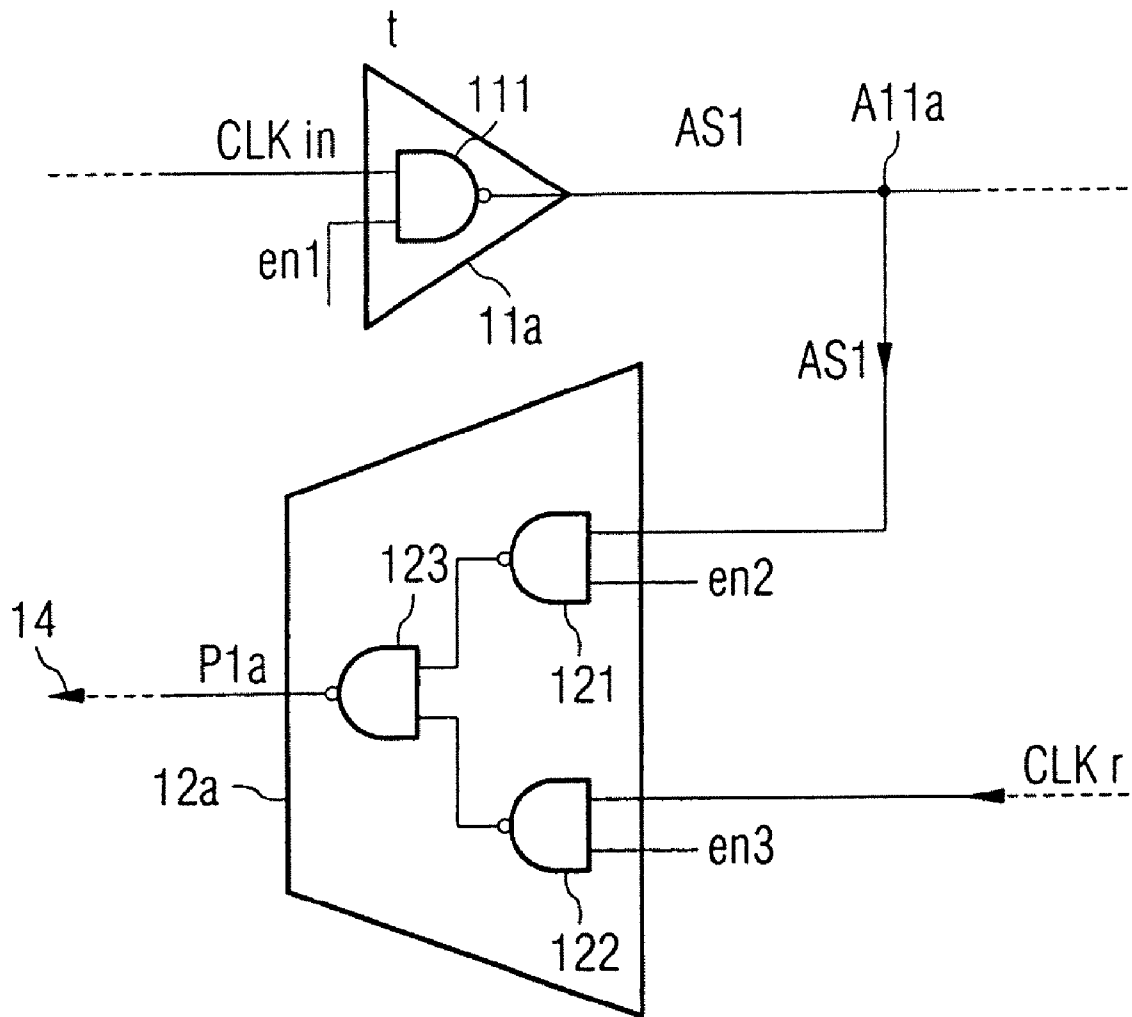 t
111
CLK in
AS1
A11a
en1
11a
AS1
123
en2
14
P1a
121
12a
CLK r
en3
122